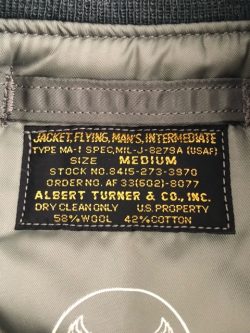 JACKET, FLYING, MAN'S, INTERMEDIATE
TYPE MA-1 SPEC. MIL-J-8279A (USAF)
SIZE MEDIUM
STOCK NO. 8415-273-3970
ORDER NO. AF 33(602)-8077
ALBERT TURNER & CO., INC.
DRY CLEAN ONLY U.S. PROPERTY
58% WOOL 42% COTTON